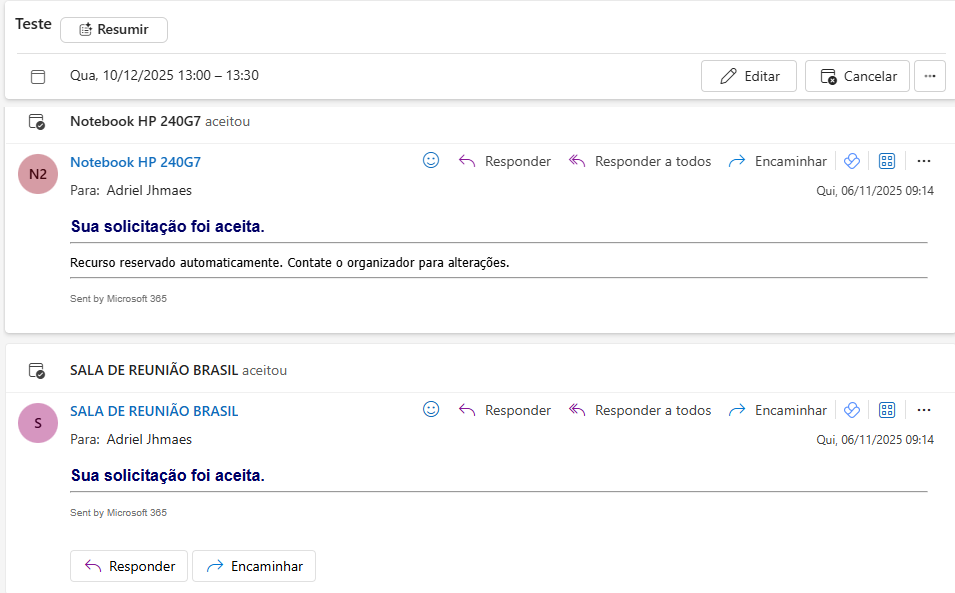 Teste Resumir
Qua, 10/12/2025 13:00 – 13:30 Editar Cancelar
Notebook HP 240G7 aceitou
N2 Notebook HP 240G7 Responder Responder a todos Encaminhar
Para: Adriel Jhmaes Qui, 06/11/2025 09:14
Sua solicitação foi aceita.
Recurso reservado automaticamente. Contate o organizador para alterações.
Sent by Microsoft 365
SALA DE REUNIÃO BRASIL aceitou
S SALA DE REUNIÃO BRASIL Responder Responder a todos Encaminhar
Para: Adriel Jhmaes Qui, 06/11/2025 09:14
Sua solicitação foi aceita.
Sent by Microsoft 365
Responder Encaminhar